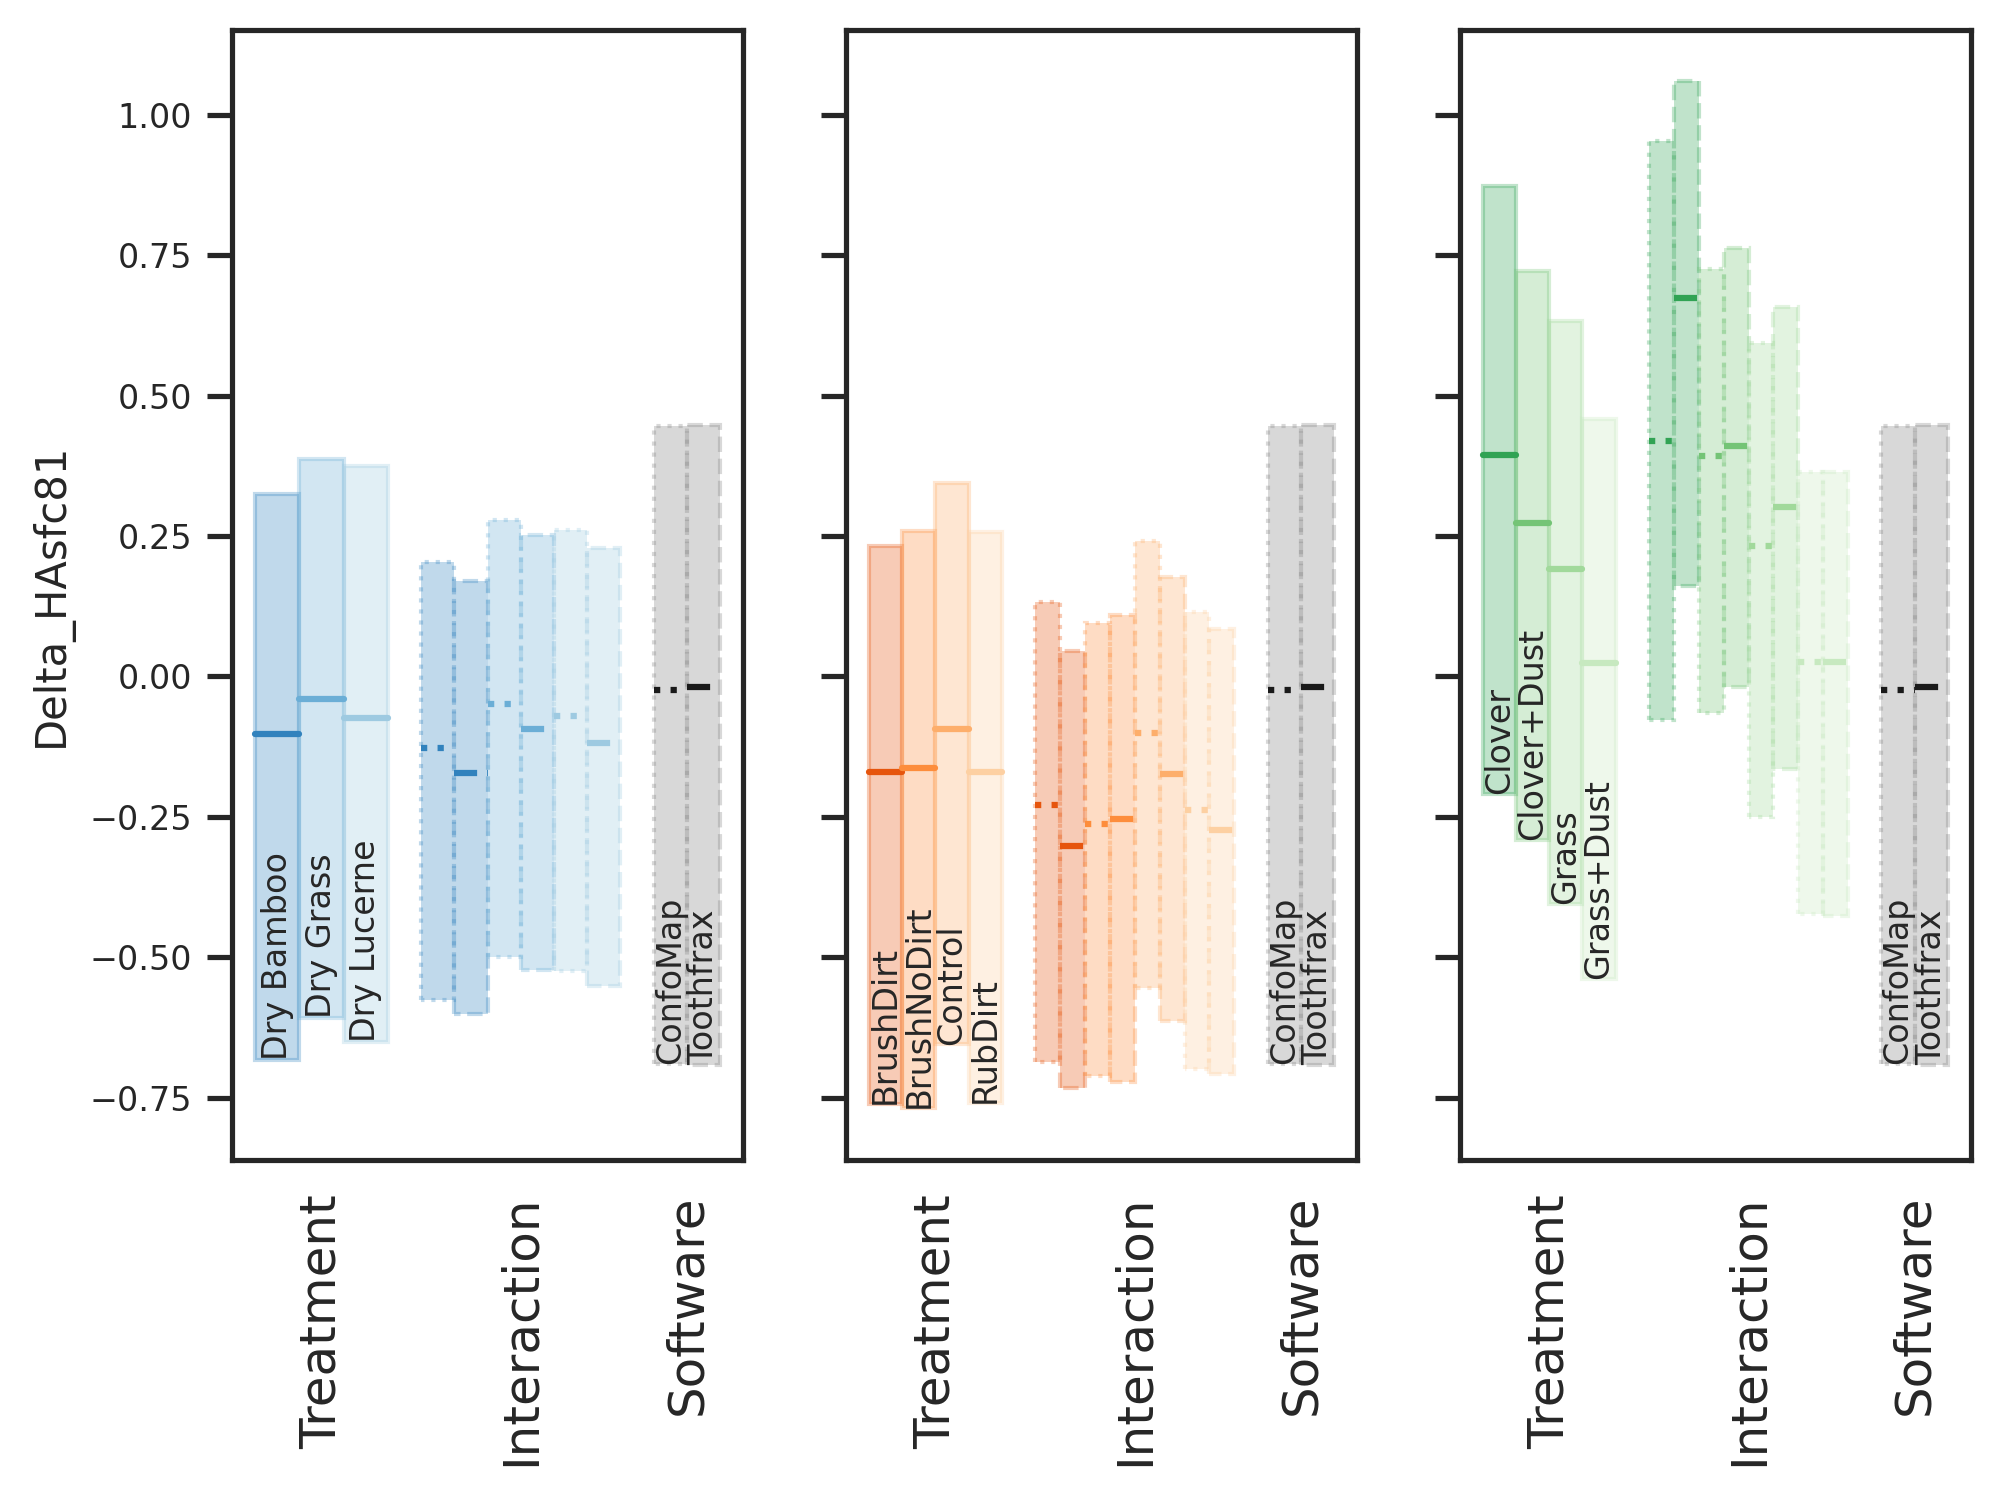 Delta_HAsfc81
1.00
0.75
0.50
0.25
0.00
−0.25
−0.50
−0.75
Dry Bamboo
Dry Grass
Dry Lucerne
ConfoMap
Toothfrax
BrushDirt
BrushNoDirt
Control
RubDirt
ConfoMap
Toothfrax
Clover
Clover+Dust
Grass
Grass+Dust
ConfoMap
Toothfrax
Treatment
Interaction
Software
Treatment
Interaction
Software
Treatment
Interaction
Software